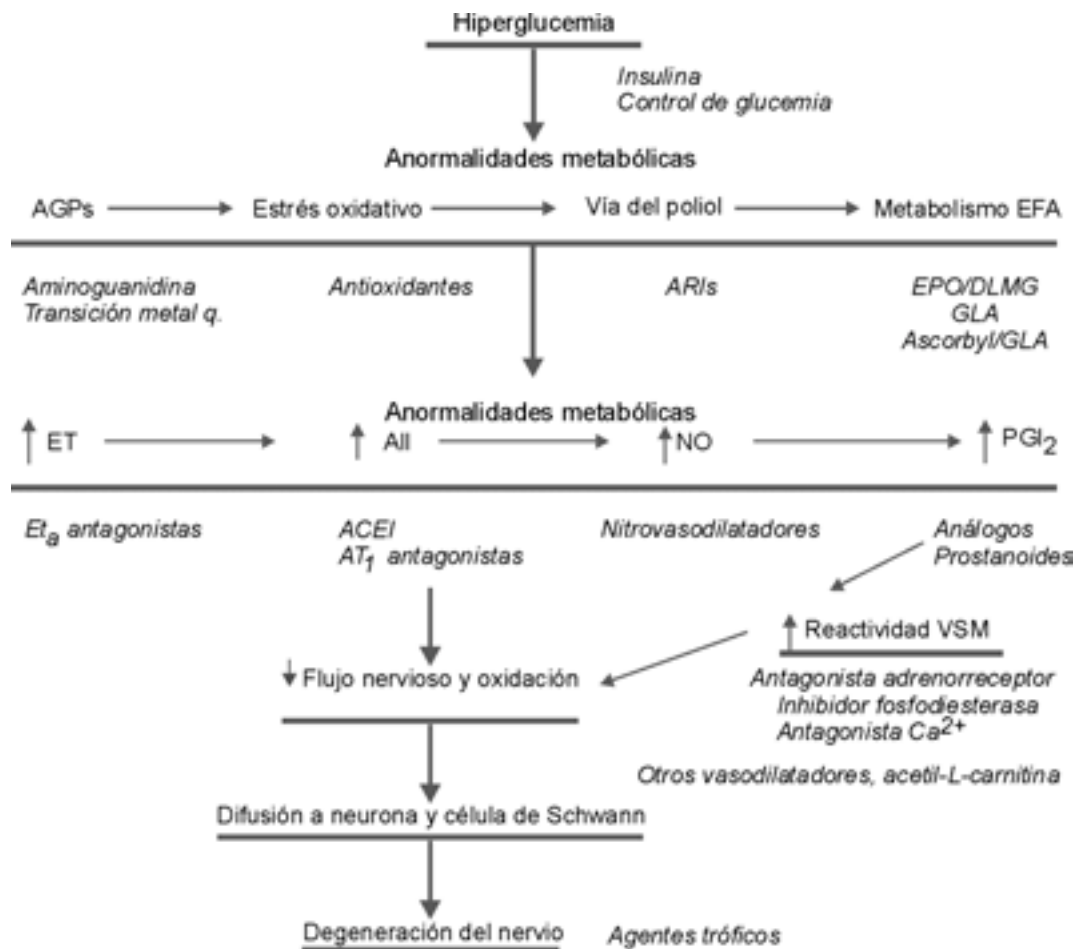 Hiperglucemia
Insulina
Control de glucemia
Anormalidades metabólicas
AGPs Estrés oxidativo Vía del poliol Metabolismo EFA
Aminoguanidina Antioxidantes ARIs EPO/DLMG
Transición metal q. GLA
Ascorbyl/GLA
Anormalidades metabólicas
ET AII NO PGI2
Eta antagonistas ACEI Nitrovasodilatadores Análogos
AT1 antagonistas Prostanoides
Reactividad VSM
Flujo nervioso y oxidación Antagonista adrenorreceptor
Inhibidor fosfodiesterasa
Antagonista Ca2+
Otros vasodilatadores, acetil-L-carnitina
Difusión a neurona y célula de Schwann
Degeneración del nervio Agentes tróficos